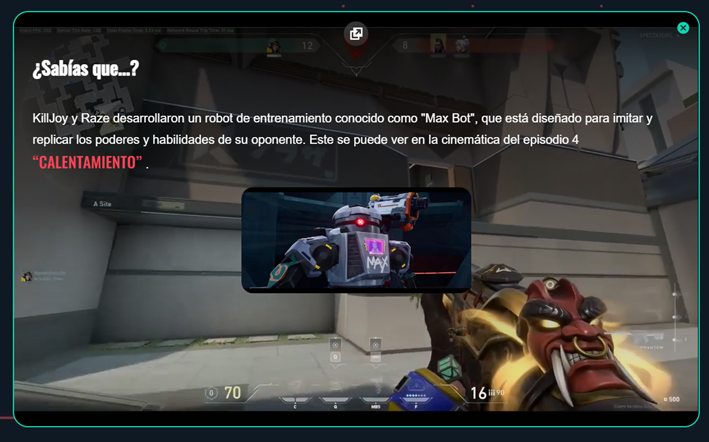 12
8
¿Sabías que...?
KillJoy y Raze desarrollaron un robot de entrenamiento conocido como "Max Bot", que está diseñado para imitar y
replicar los poderes y habilidades de su oponente. Este se puede ver en la cinemática del episodio 4
“CALENTAMIENTO” .
A Site
MAX
70
16
90
500
C
Q
F